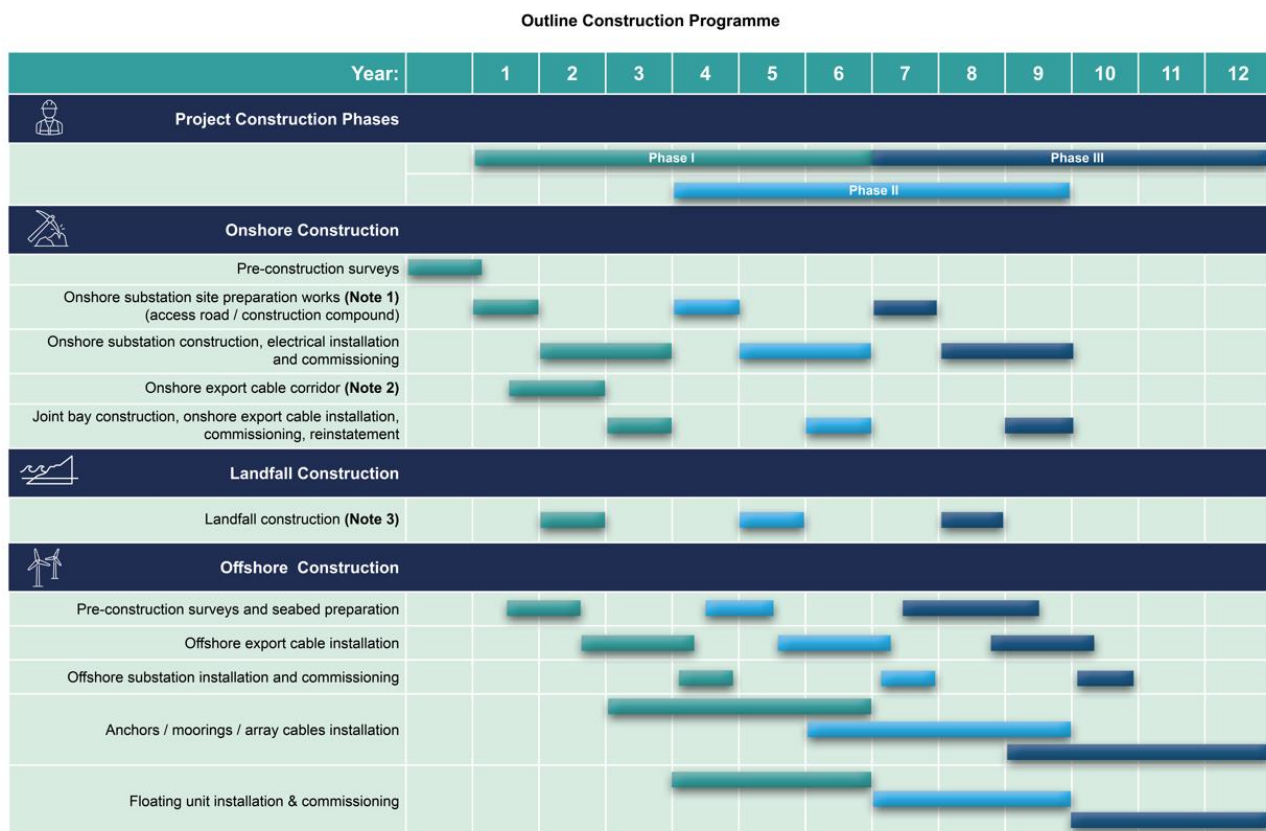 Outline Construction Programme
Year: 1 2 3 4 5 6 7 8 9 10 11 12
Project Construction Phases
Phase I Phase III
Phase II
Onshore Construction
Pre-construction surveys
Onshore substation site preparation works (Note 1)
(access road / construction compound)
Onshore substation construction, electrical installation
and commissioning
Onshore export cable corridor (Note 2)
Joint bay construction, onshore export cable installation,
commissioning, reinstatement
Landfall Construction
Landfall construction (Note 3)
Offshore Construction
Pre-construction surveys and seabed preparation
Offshore export cable installation
Offshore substation installation and commissioning
Anchors / moorings / array cables installation
Floating unit installation & commissioning